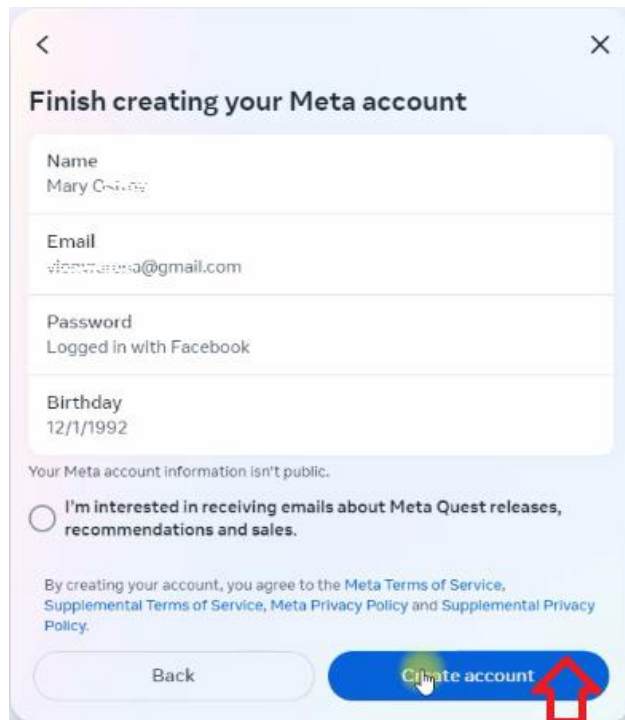 Finish creating your Meta account
Name
Mary
Email
@gmail.com
Password
Logged in with Facebook
Birthday
12/1/1992
Your Meta account information isn't public.
I'm interested in receiving emails about Meta Quest releases,
recommendations and sales.
By creating your account, you agree to the Meta Terms of Service,
Supplemental Terms of Service, Meta Privacy Policy and Supplemental Privacy
Policy.
Back
Create account